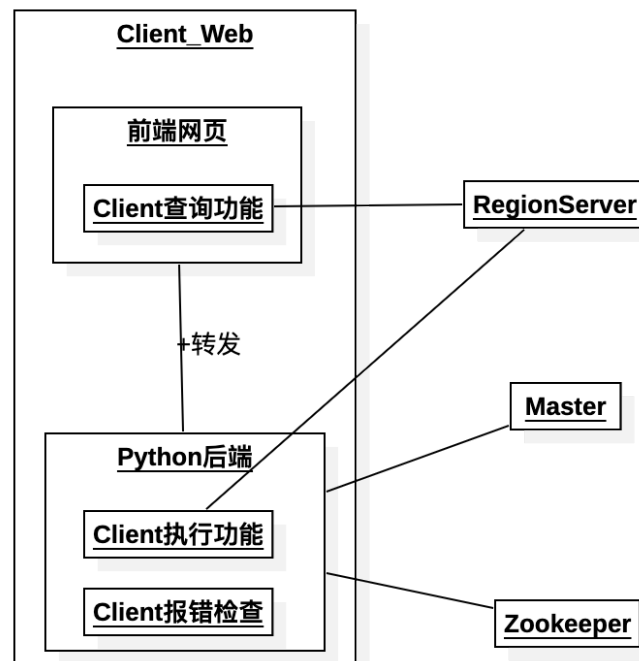 Client_Web
前端网页
Client查询功能
RegionServer
+转发
Master
Python后端
Client执行功能
Client报错检查
Zookeeper